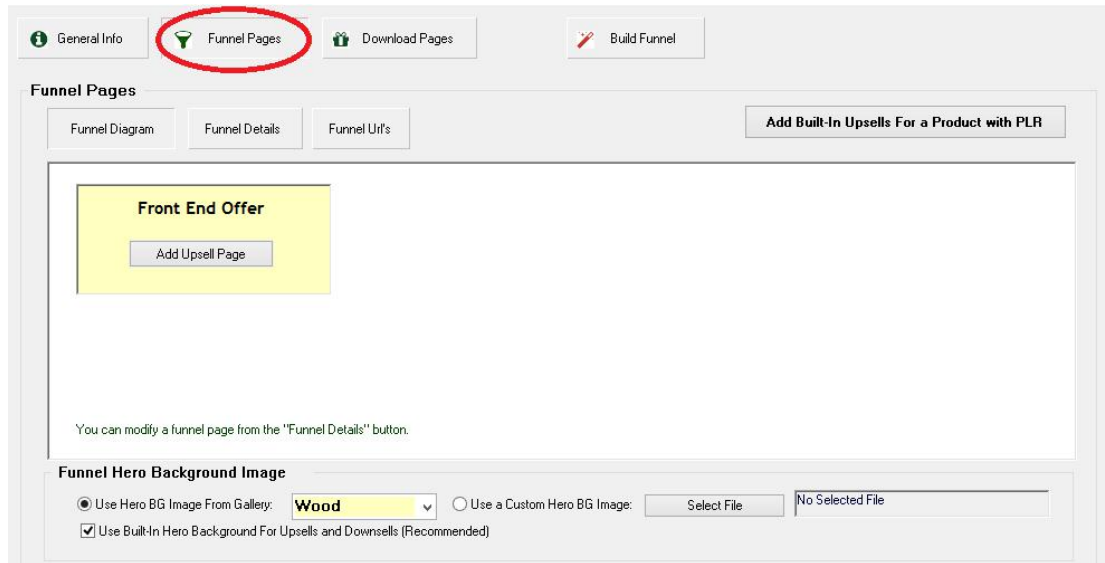 General Info Funnel Pages Download Pages Build Funnel
Funnel Pages
Funnel Diagram Funnel Details Funnel Url's Add Built-In Upsells For a Product with PLR
Front End Offer
Add Upsell Page
You can modify a funnel page from the "Funnel Details" button.
Funnel Hero Background Image
Use Hero BG Image From Gallery: Wood Use a Custom Hero BG Image: Select File No Selected File
Use Built-In Hero Background For Upsells and Downsells (Recommended)